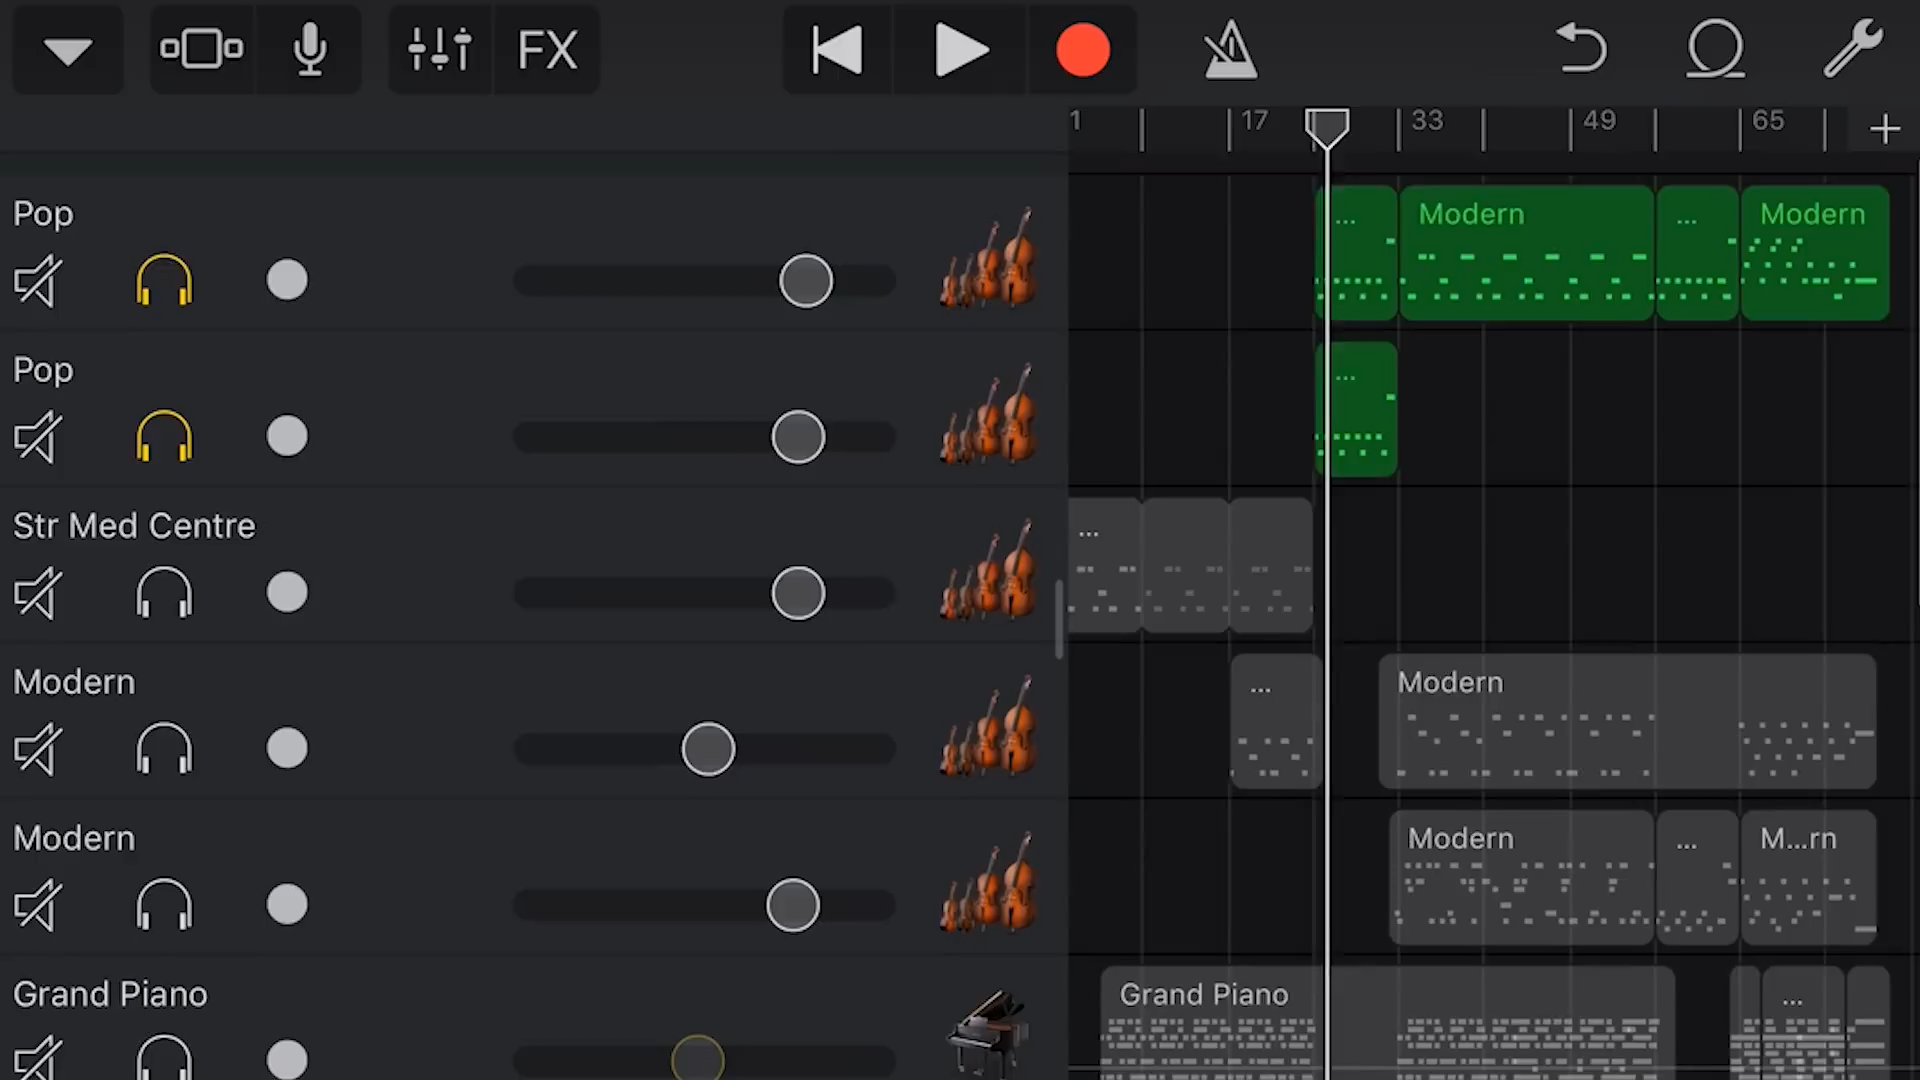 FX
1 17 33 49 65
Pop
... Modern ... Modern
Pop
...
Str Med Centre
...
Modern
... Modern
Modern
Modern ... M...rn
Grand Piano
Grand Piano ...